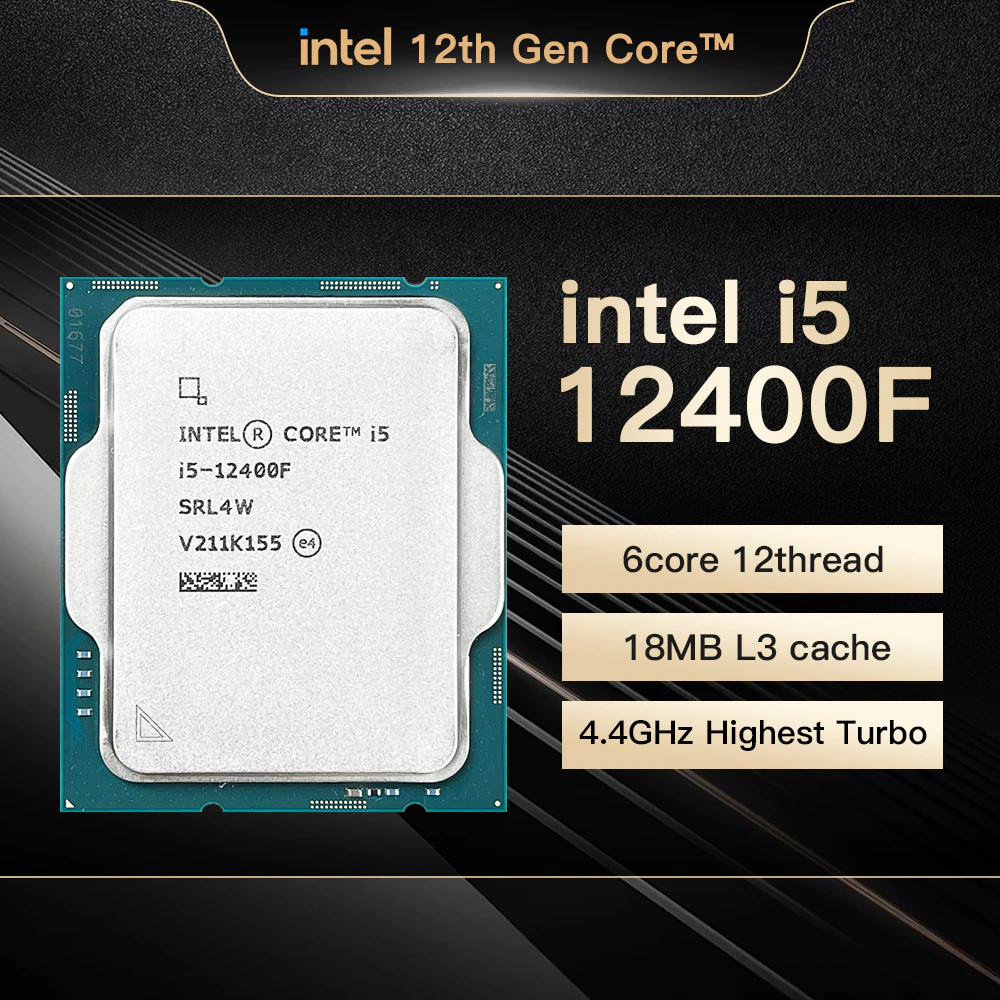 intel 12th Gen Core™
intel i5
12400F
01677
INTEL® CORE™ i5
i5-12400F
SRL4W
V211K155 e4
6core 12thread
18MB L3 cache
4.4GHz Highest Turbo